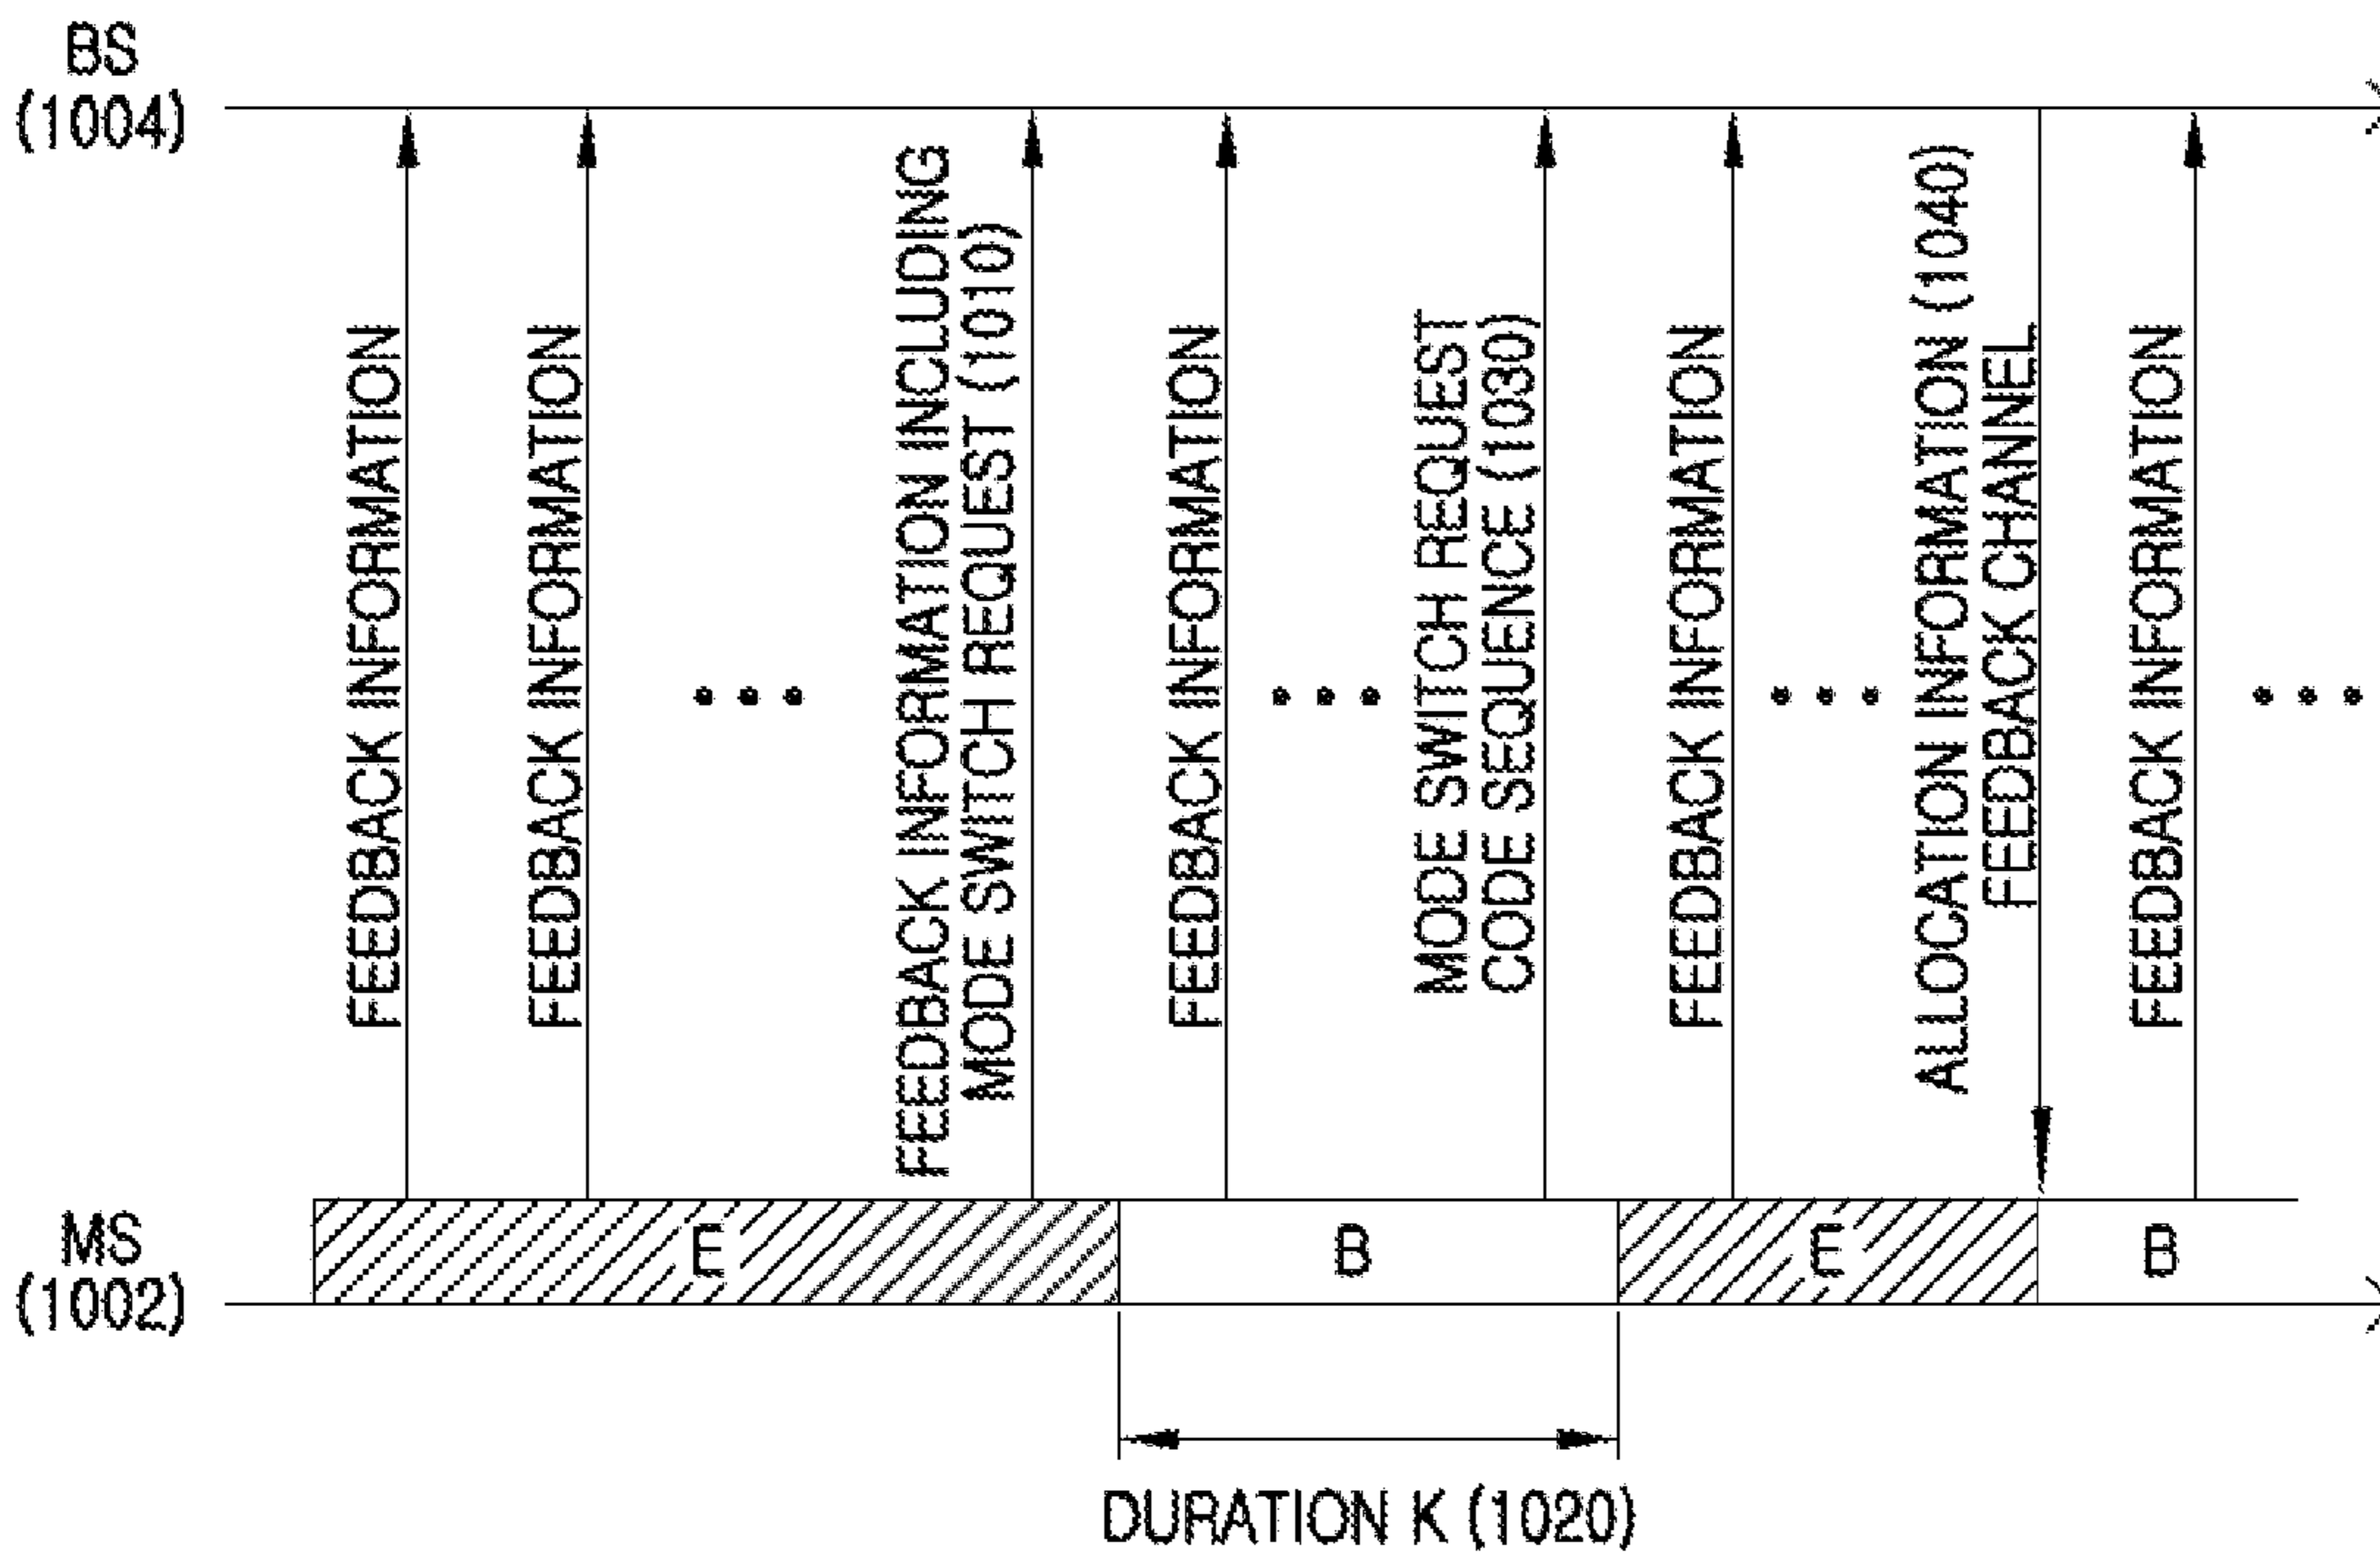 BS
(1004)
FEEDBACK INFORMATION
FEEDBACK INFORMATION
FEEDBACK INFORMATION INCLUDING
MODE SWITCH REQUEST (1010)
FEEDBACK INFORMATION
MODE SWITCH REQUEST
CODE SEQUENCE (1030)
FEEDBACK INFORMATION
ALLOCATION INFORMATION (1040)
FEEDBACK CHANNEL
FEEDBACK INFORMATION
MS
(1002)
E
B
E
B
DURATION K (1020)